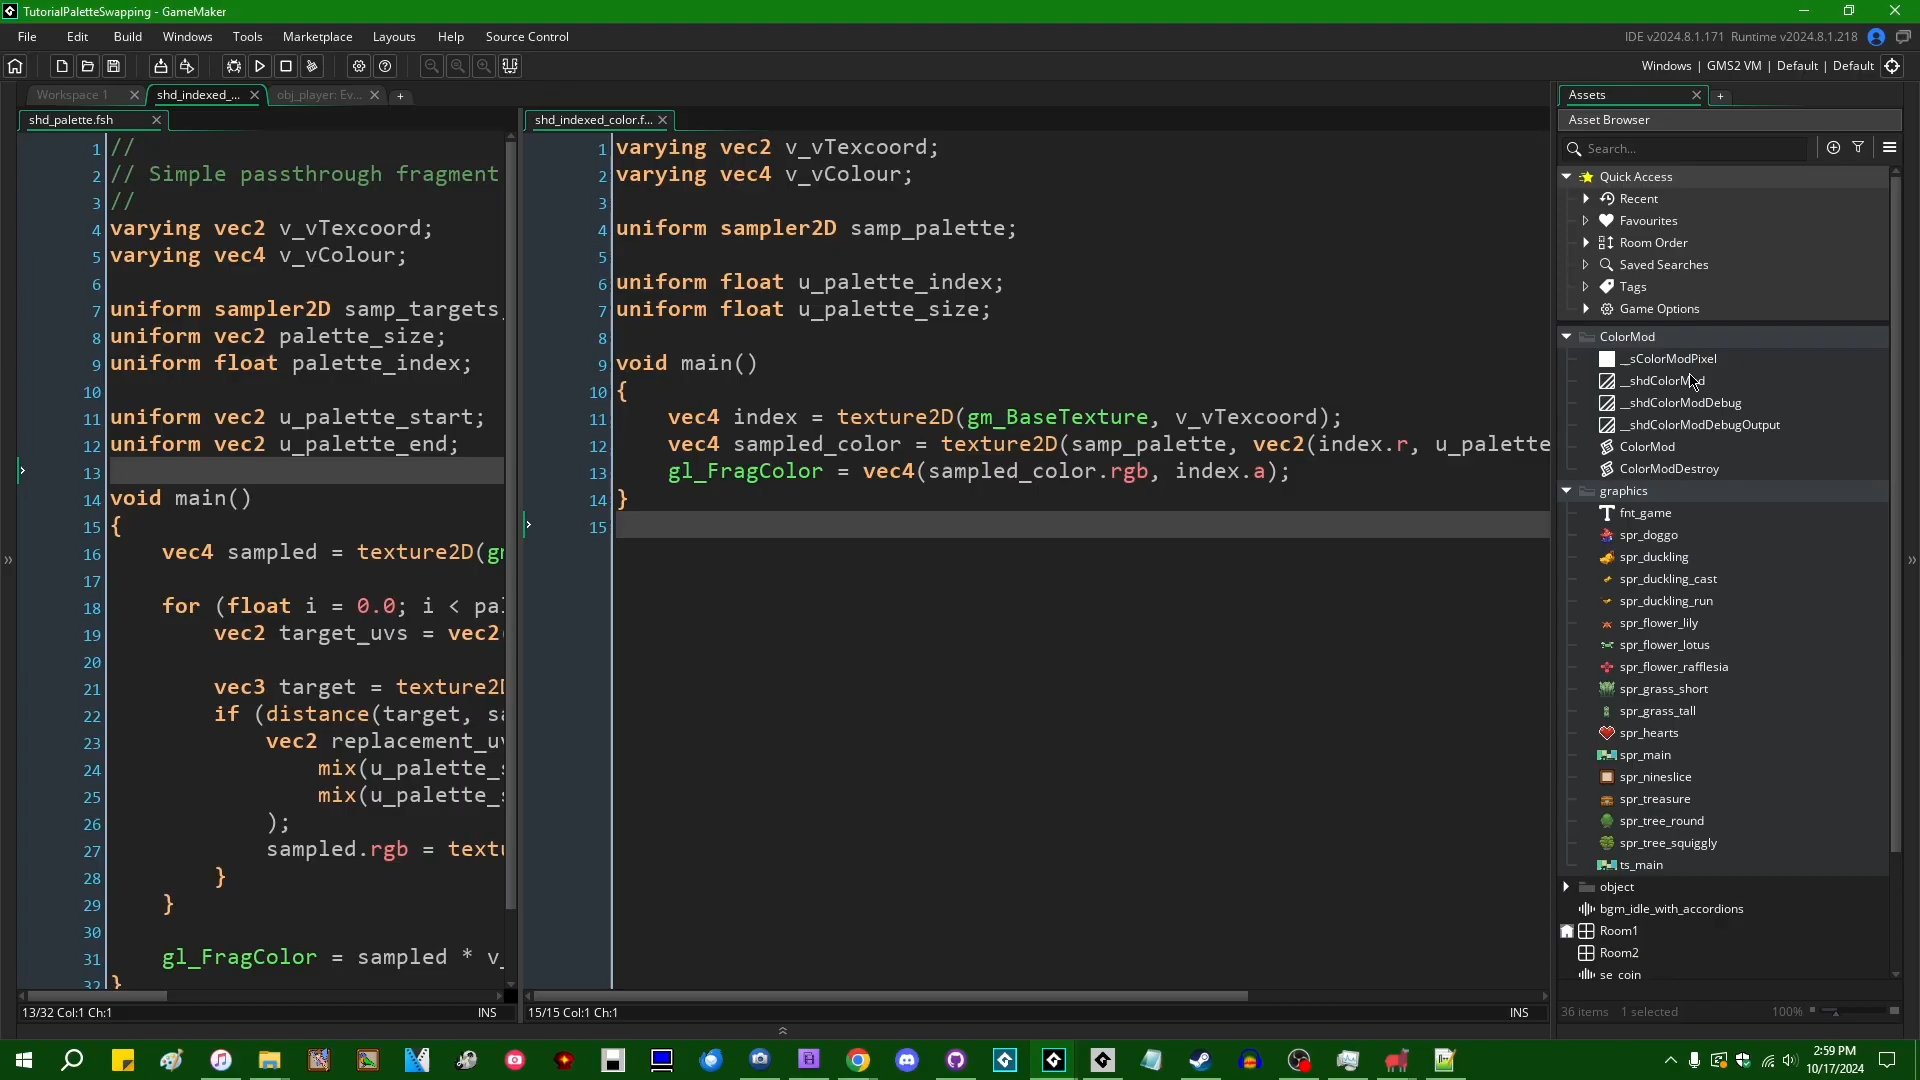 TutorialPaletteSwapping - GameMaker
File Edit Build Windows Tools Marketplace Layouts Help Source Control
IDE v2024.8.1.171 Runtime v2024.8.1.218
Windows | GMS2 VM | Default | Default
Workspace 1
shd_indexed_...
obj_player: Ev...
Assets
shd_palette.fsh
shd_indexed_color.f...
Asset Browser
1 //
2 // Simple passthrough fragment
3 //
4 varying vec2 v_vTexcoord;
5 varying vec4 v_vColour;
6
7 uniform sampler2D samp_targets
8 uniform vec2 palette_size;
9 uniform float palette_index;
10
11 uniform vec2 u_palette_start;
12 uniform vec2 u_palette_end;
13
14 void main()
15 {
16 vec4 sampled = texture2D(g
17
18 for (float i = 0.0; i < pa
19 vec2 target_uvs = vec2
20
21 vec3 target = texture2
22 if (distance(target, s
23 vec2 replacement_u
24 mix(u_palette_
25 mix(u_palette_
26 );
27 sampled.rgb = text
28 }
29 }
30
31 gl_FragColor = sampled * v_
32 }
13/32 Col:1 Ch:1
INS
1 varying vec2 v_vTexcoord;
2 varying vec4 v_vColour;
3
4 uniform sampler2D samp_palette;
5
6 uniform float u_palette_index;
7 uniform float u_palette_size;
8
9 void main()
10 {
11 vec4 index = texture2D(gm_BaseTexture, v_vTexcoord);
12 vec4 sampled_color = texture2D(samp_palette, vec2(index.r, u_palette
13 gl_FragColor = vec4(sampled_color.rgb, index.a);
14 }
15
15/15 Col:1 Ch:1
INS
Search...
Quick Access
Recent
Favourites
Room Order
Saved Searches
Tags
Game Options
ColorMod
__sColorModPixel
__shdColorMod
__shdColorModDebug
__shdColorModDebugOutput
ColorMod
ColorModDestroy
graphics
fnt_game
spr_doggo
spr_duckling
spr_duckling_cast
spr_duckling_run
spr_flower_lily
spr_flower_lotus
spr_flower_rafflesia
spr_grass_short
spr_grass_tall
spr_hearts
spr_main
spr_nineslice
spr_treasure
spr_tree_round
spr_tree_squiggly
ts_main
object
bgm_idle_with_accordions
Room1
Room2
se_coin
36 items 1 selected
100%
2:59 PM
10/17/2024